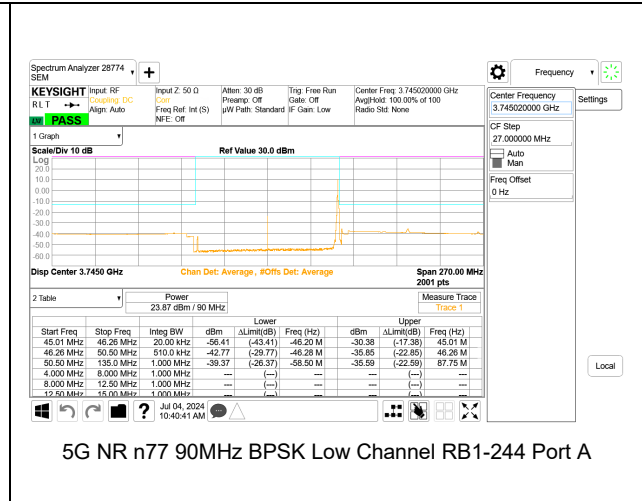 Spectrum Analyzer 28774
SEM
Frequency
KEYSIGHT Input: RF Input Z: 50 Ω Atten: 30 dB Trig: Free Run Center Freq: 3.745020000 GHz
RLT Coupling: DC Corr Preamp: Off Gate: Off Avg|Hold: 100.00% of 100
Align: Auto Freq Ref: Int (S) µW Path: Standard IF Gain: Low Radio Std: None
LXI PASS NFE: Off
Center Frequency
3.745020000 GHz
Settings
CF Step
27.000000 MHz
Auto
Man
Freq Offset
0 Hz
1 Graph
Scale/Div 10 dB Ref Value 30.0 dBm
Log
20.0
10.0
0.00
-10.0
-20.0
-30.0
-40.0
-50.0
-60.0
Disp Center 3.7450 GHz Chan Det: Average, #Offs Det: Average Span 270.00 MHz
2001 pts
2 Table Power Measure Trace
23.87 dBm / 90 MHz Trace 1
Lower Upper
Start Freq Stop Freq Integ BW dBm ∆Limit(dB) Freq (Hz) dBm ∆Limit(dB) Freq (Hz)
45.01 MHz 46.26 MHz 20.00 kHz -56.41 (-43.41) -46.20 M -30.38 (-17.38) 45.01 M
46.26 MHz 50.50 MHz 510.0 kHz -42.77 (-29.77) -46.28 M -35.85 (-22.85) 46.26 M
50.50 MHz 135.0 MHz 1.000 MHz -39.37 (-26.37) -58.50 M -35.59 (-22.59) 87.75 M
4.000 MHz 8.000 MHz 1.000 MHz --- (---) --- (---)
8.000 MHz 12.50 MHz 1.000 MHz --- (---) --- (---)
12.50 MHz 15.00 MHz 1.000 MHz --- (---) --- (---)
Local
? Jul 04, 2024
10:40:41 AM
5G NR n77 90MHz BPSK Low Channel RB1-244 Port A